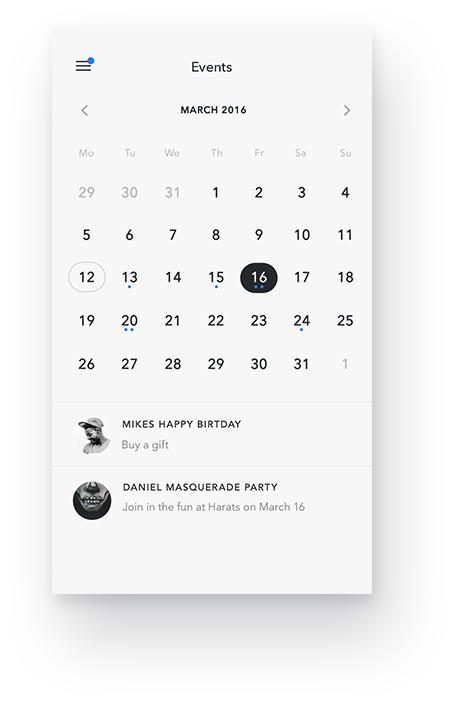 Events
MARCH 2016
Mo Tu We Th Fr Sa Su
29 30 31 1 2 3 4
5 6 7 8 9 10 11
12 13 14 15 16 17 18
19 20 21 22 23 24 25
26 27 28 29 30 31 1
MIKES HAPPY BIRTDAY
Buy a gift
DANIEL MASQUERADE PARTY
Join in the fun at Harats on March 16